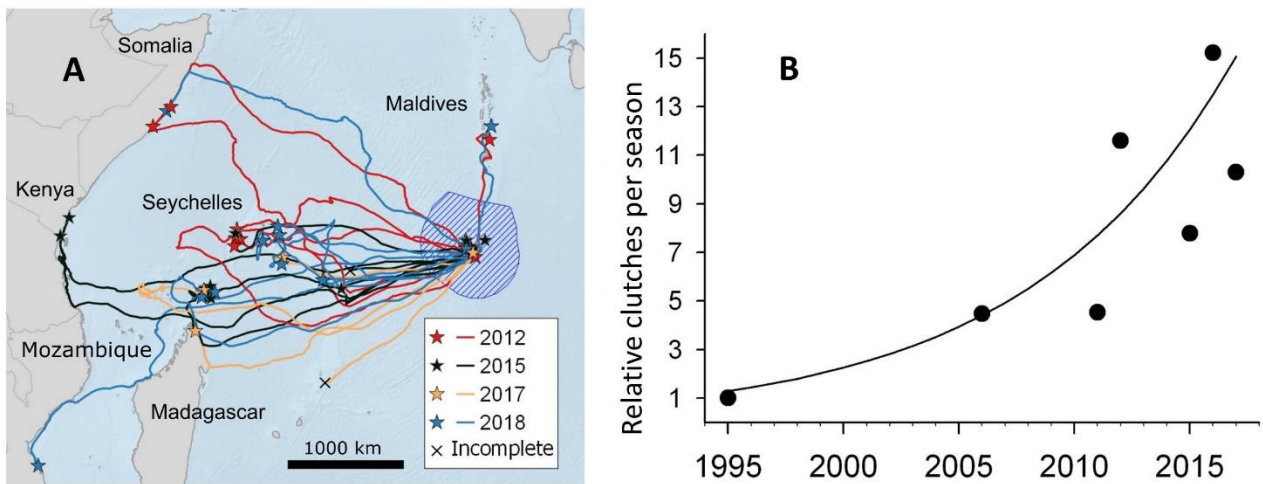 A
Somalia
Maldives
Kenya
Seychelles
Mozambique
Madagascar
2012
2015
2017
2018
Incomplete
1000 km
B
Relative clutches per season
15
13
11
9
7
5
3
1
1995
2000
2005
2010
2015